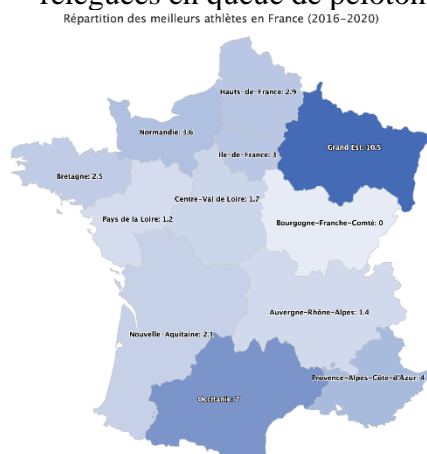 reléguées en queue de peloton
Répartition des meilleurs athlètes en France (2016-2020)
Hauts-de-France: 2.9
Normandie: 3.6
Grand Est: 10.5
Ile-de-France: 3
Bretagne: 2.5
Centre-Val de Loire: 1.7
Pays de la Loire: 1.2
Bourgogne-Franche-Comté: 0
Auvergne-Rhône-Alpes: 1.4
Nouvelle-Aquitaine: 2.1
Provence-Alpes-Côte-d'Azur: 4
Occitanie: 7